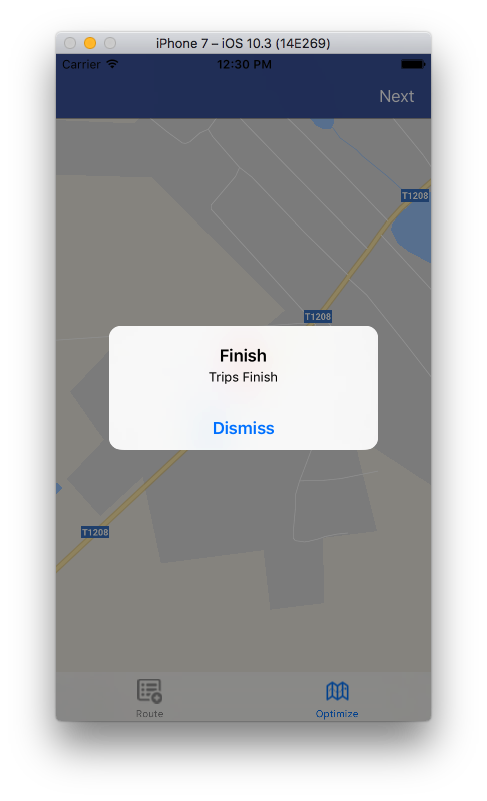 iPhone 7 – iOS 10.3 (14E269)
Carrier 12:30 PM
Next
T1208
T1208
Finish
Trips Finish
Dismiss
T1208
Route Optimize